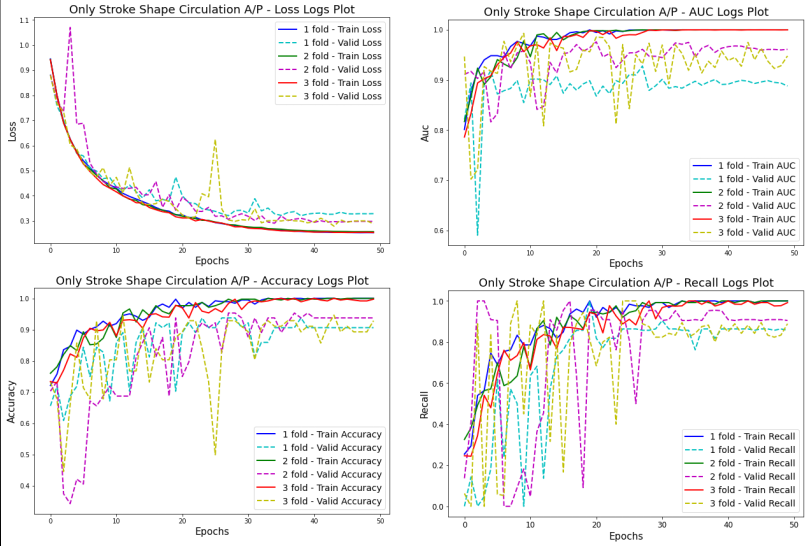 Only Stroke Shape Circulation A/P - Loss Logs Plot
1.1
1.0
0.9
0.8
0.7
0.6
0.5
0.4
0.3
Loss
0 10 20 30 40 50
Epochs
1 fold - Train Loss
1 fold - Valid Loss
2 fold - Train Loss
2 fold - Valid Loss
3 fold - Train Loss
3 fold - Valid Loss
Only Stroke Shape Circulation A/P - AUC Logs Plot
1.0
0.9
0.8
0.7
0.6
Auc
0 10 20 30 40 50
Epochs
1 fold - Train AUC
1 fold - Valid AUC
2 fold - Train AUC
2 fold - Valid AUC
3 fold - Train AUC
3 fold - Valid AUC
Only Stroke Shape Circulation A/P - Accuracy Logs Plot
1.0
0.9
0.8
0.7
0.6
0.5
0.4
Accuracy
0 10 20 30 40 50
Epochs
1 fold - Train Accuracy
1 fold - Valid Accuracy
2 fold - Train Accuracy
2 fold - Valid Accuracy
3 fold - Train Accuracy
3 fold - Valid Accuracy
Only Stroke Shape Circulation A/P - Recall Logs Plot
1.0
0.8
0.6
0.4
0.2
0.0
Recall
0 10 20 30 40 50
Epochs
1 fold - Train Recall
1 fold - Valid Recall
2 fold - Train Recall
2 fold - Valid Recall
3 fold - Train Recall
3 fold - Valid Recall